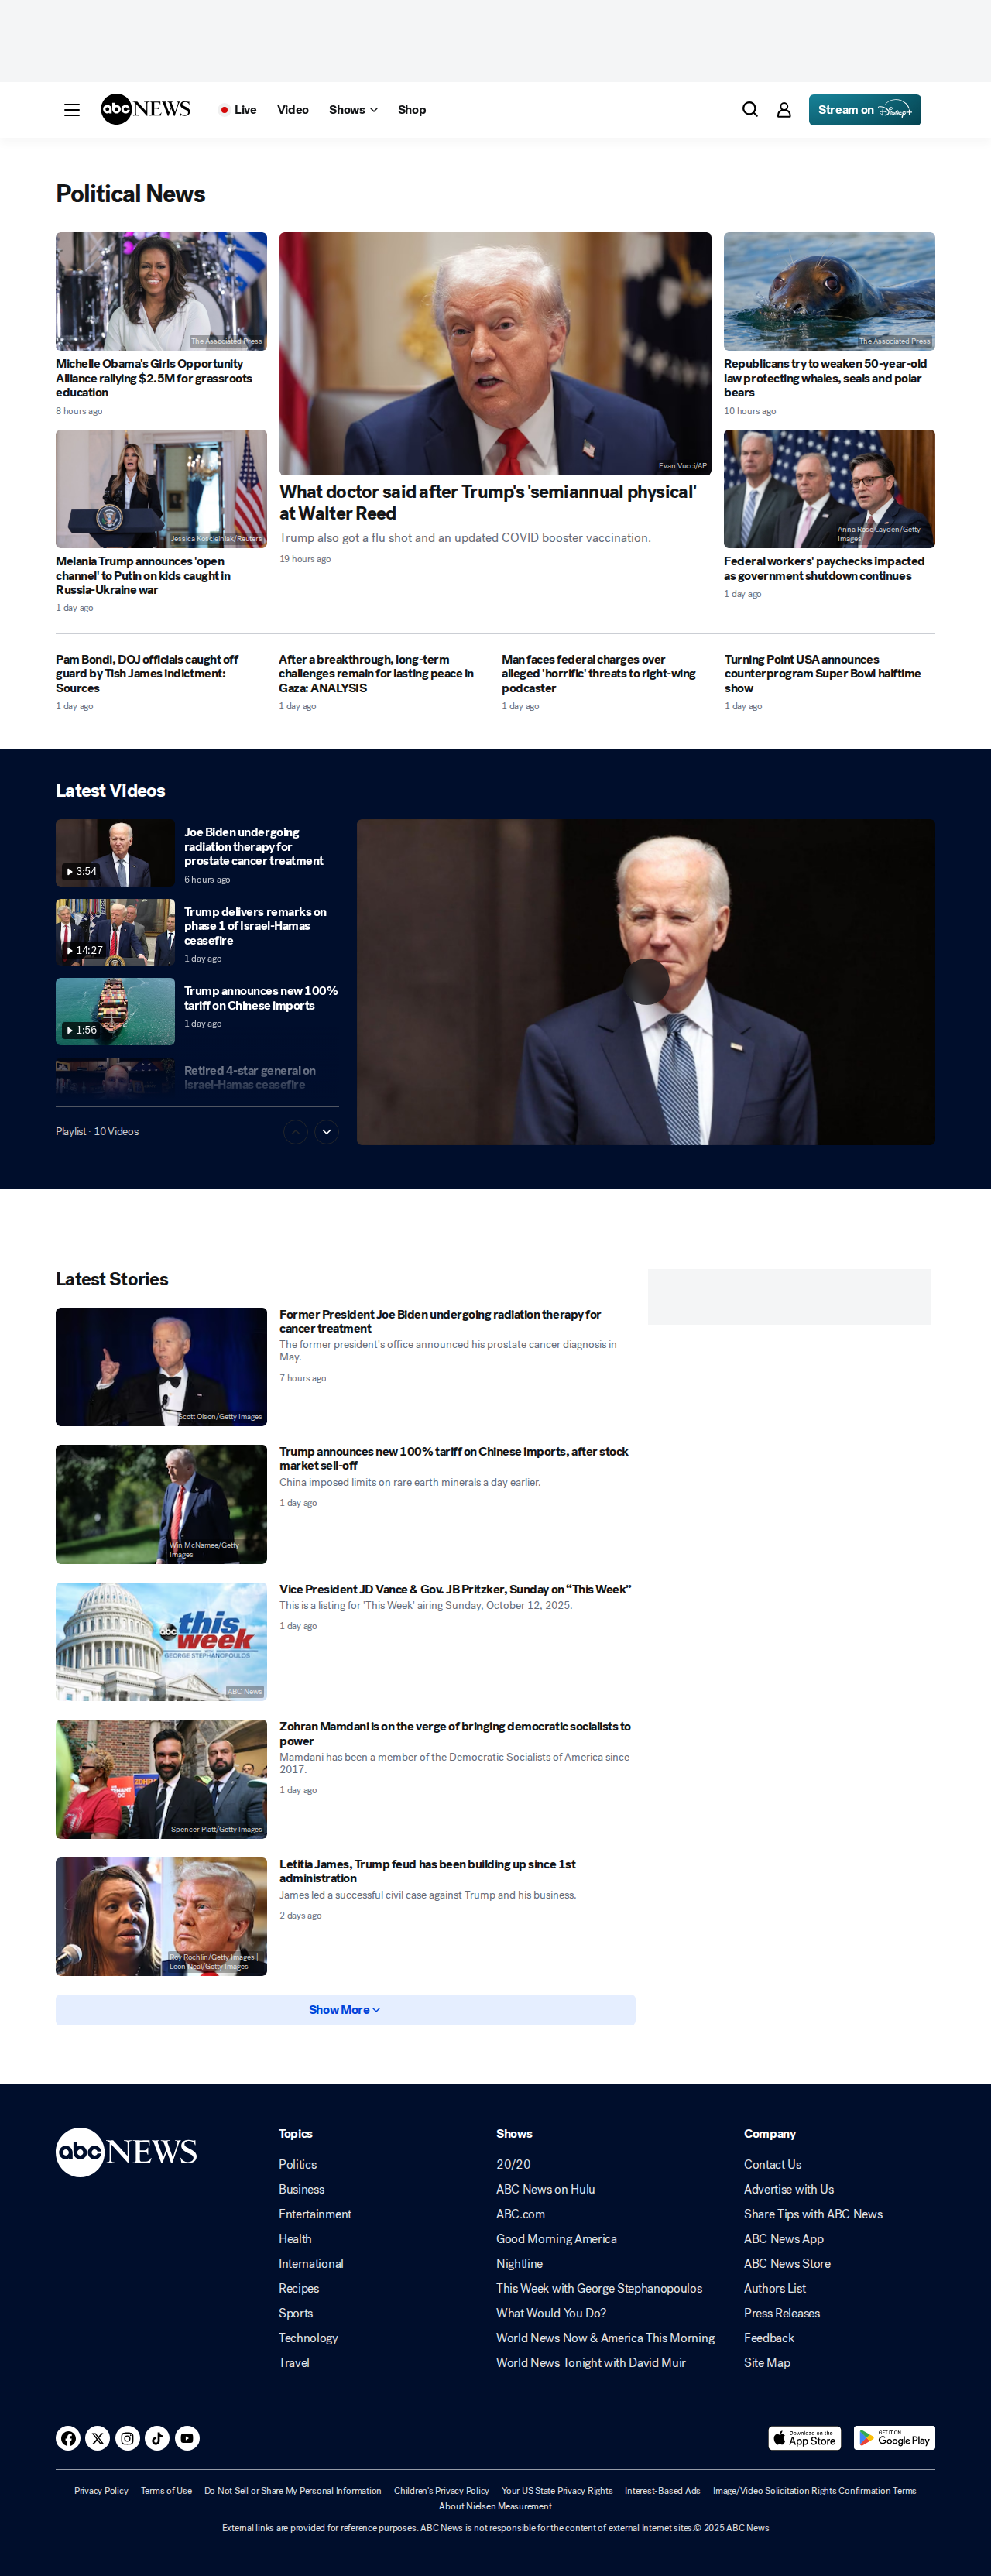 abc NEWS
Live
Video
Shows
Shop
Stream on Disney+
Political News
The Associated Press
Michelle Obama's Girls Opportunity
Alliance rallying $2.5M for grassroots
education
8 hours ago
Jessica Koscielniak/Reuters
Melania Trump announces 'open
channel' to Putin on kids caught in
Russia-Ukraine war
1 day ago
Evan Vucci/AP
What doctor said after Trump's 'semiannual physical'
at Walter Reed
Trump also got a flu shot and an updated COVID booster vaccination.
19 hours ago
The Associated Press
Republicans try to weaken 50-year-old
law protecting whales, seals and polar
bears
10 hours ago
Anna Rose Layden/Getty
Images
Federal workers' paychecks impacted
as government shutdown continues
1 day ago
Pam Bondi, DOJ officials caught off
guard by Tish James indictment:
Sources
1 day ago
After a breakthrough, long-term
challenges remain for lasting peace in
Gaza: ANALYSIS
1 day ago
Man faces federal charges over
alleged 'horrific' threats to right-wing
podcaster
1 day ago
Turning Point USA announces
counterprogram Super Bowl halftime
show
1 day ago
Latest Videos
3:54
Joe Biden undergoing
radiation therapy for
prostate cancer treatment
6 hours ago
14:27
Trump delivers remarks on
phase 1 of Israel-Hamas
ceasefire
1 day ago
1:56
Trump announces new 100%
tariff on Chinese imports
1 day ago
Retired 4-star general on
Israel-Hamas ceasefire
Playlist · 10 Videos
Latest Stories
Scott Olson/Getty Images
Former President Joe Biden undergoing radiation therapy for
cancer treatment
The former president's office announced his prostate cancer diagnosis in
May.
7 hours ago
Win McNamee/Getty
Images
Trump announces new 100% tariff on Chinese imports, after stock
market sell-off
China imposed limits on rare earth minerals a day earlier.
1 day ago
abc this
week
GEORGE STEPHANOPOULOS
ABC News
Vice President JD Vance & Gov. JB Pritzker, Sunday on “This Week”
This is a listing for 'This Week' airing Sunday, October 12, 2025.
1 day ago
Spencer Platt/Getty Images
Zohran Mamdani is on the verge of bringing democratic socialists to
power
Mamdani has been a member of the Democratic Socialists of America since
2017.
1 day ago
Roy Rochlin/Getty Images |
Leon Neal/Getty Images
Letitia James, Trump feud has been building up since 1st
administration
James led a successful civil case against Trump and his business.
2 days ago
Show More
abc NEWS
Topics
Politics
Business
Entertainment
Health
International
Recipes
Sports
Technology
Travel
Shows
20/20
ABC News on Hulu
ABC.com
Good Morning America
Nightline
This Week with George Stephanopoulos
What Would You Do?
World News Now & America This Morning
World News Tonight with David Muir
Company
Contact Us
Advertise with Us
Share Tips with ABC News
ABC News App
ABC News Store
Authors List
Press Releases
Feedback
Site Map
Download on the
App Store
GET IT ON
Google Play
Privacy Policy
Terms of Use
Do Not Sell or Share My Personal Information
Children's Privacy Policy
Your US State Privacy Rights
Interest-Based Ads
Image/Video Solicitation Rights Confirmation Terms
About Nielsen Measurement
External links are provided for reference purposes. ABC News is not responsible for the content of external Internet sites.© 2025 ABC News